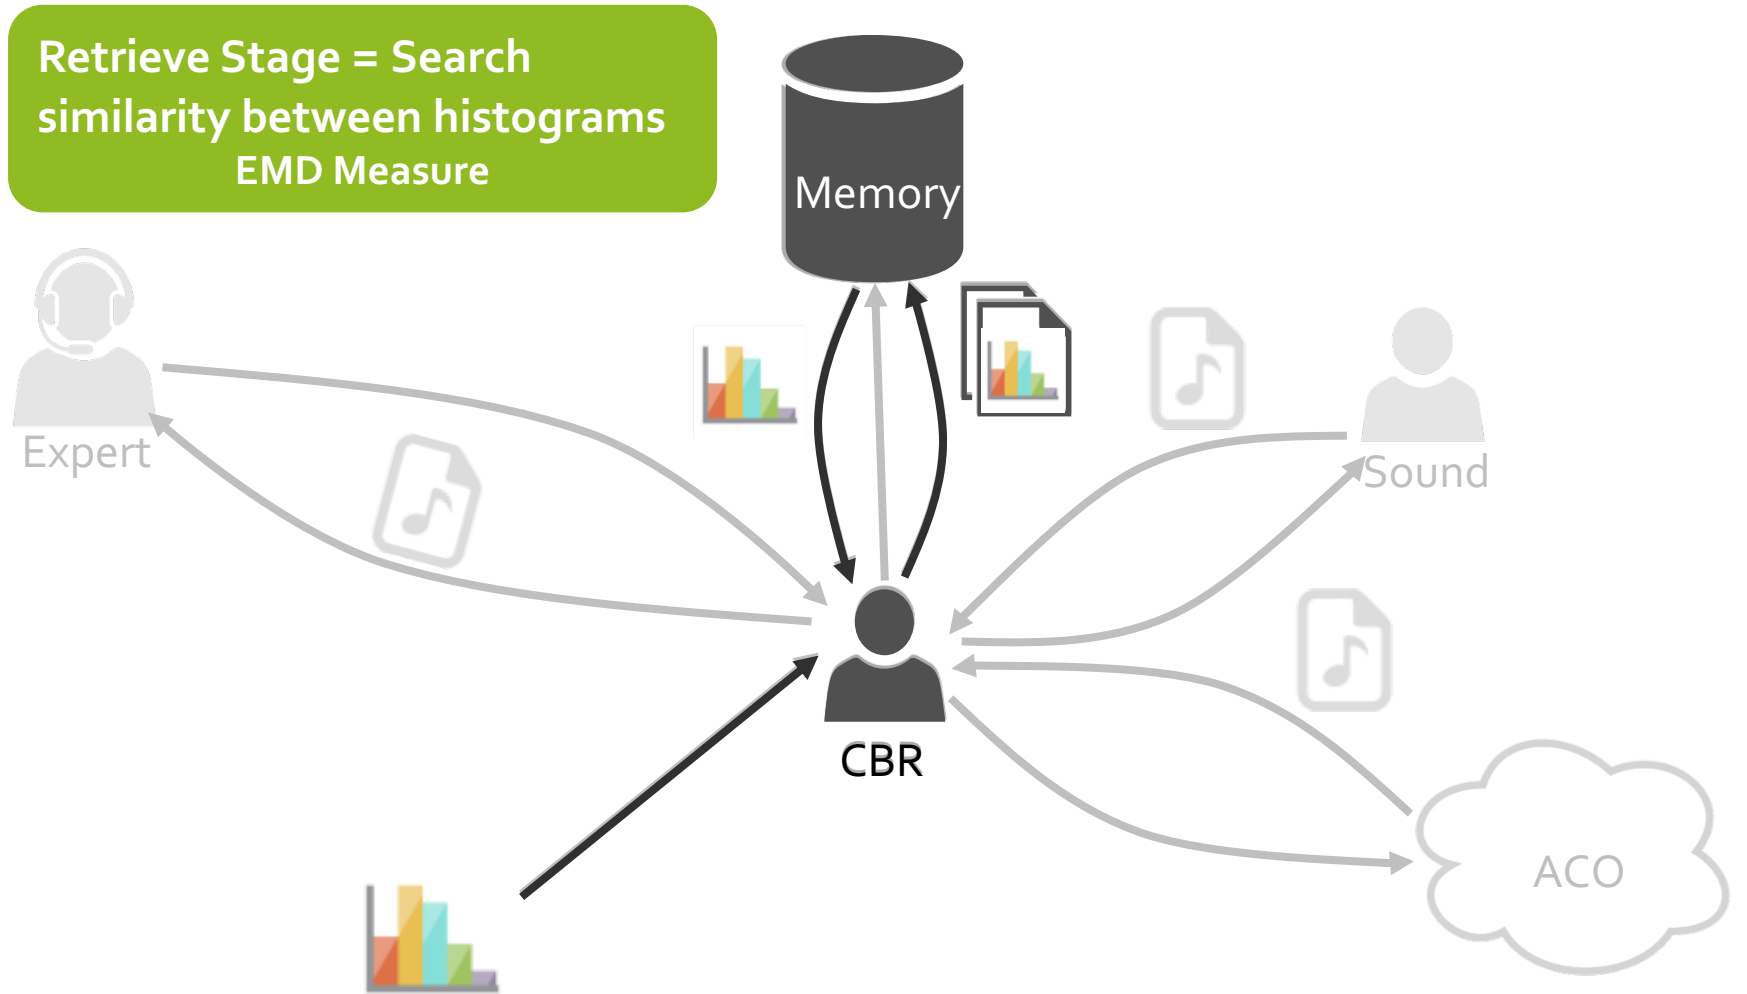 Retrieve Stage = Search
similarity between histograms
EMD Measure
Memory
Expert
Sound
CBR
ACO